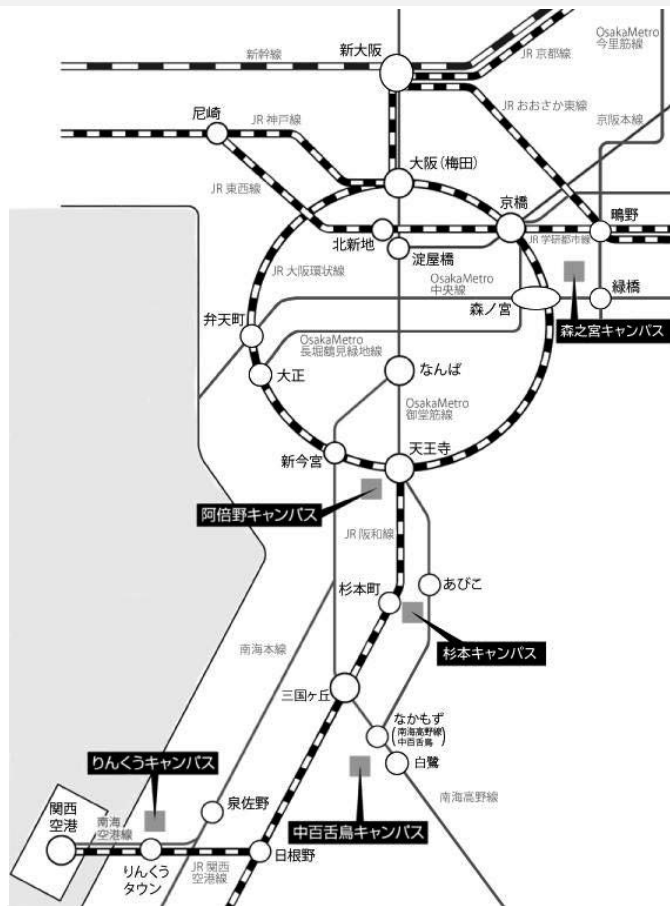 新幹線
新大阪
OsakaMetro
今里筋線
JR 京都線
JR おおさか東線
京阪本線
尼崎
JR 神戸線
大阪（梅田）
JR 東西線
京橋
鴫野
北新地
淀屋橋
JR 学研都市線
JR 大阪環状線
OsakaMetro
中央線
森ノ宮
緑橋
弁天町
森之宮キャンパス
OsakaMetro
長堀鶴見緑地線
大正
なんば
OsakaMetro
御堂筋線
新今宮
天王寺
阿倍野キャンパス
JR 阪和線
杉本町
あびこ
南海本線
杉本キャンパス
三国ヶ丘
なかもず
（南海高野線
中百舌鳥）
白鷺
りんくうキャンパス
南海高野線
関西
空港
南海
空港線
泉佐野
中百舌鳥キャンパス
りんくう
タウン
JR 関西
空港線
日根野